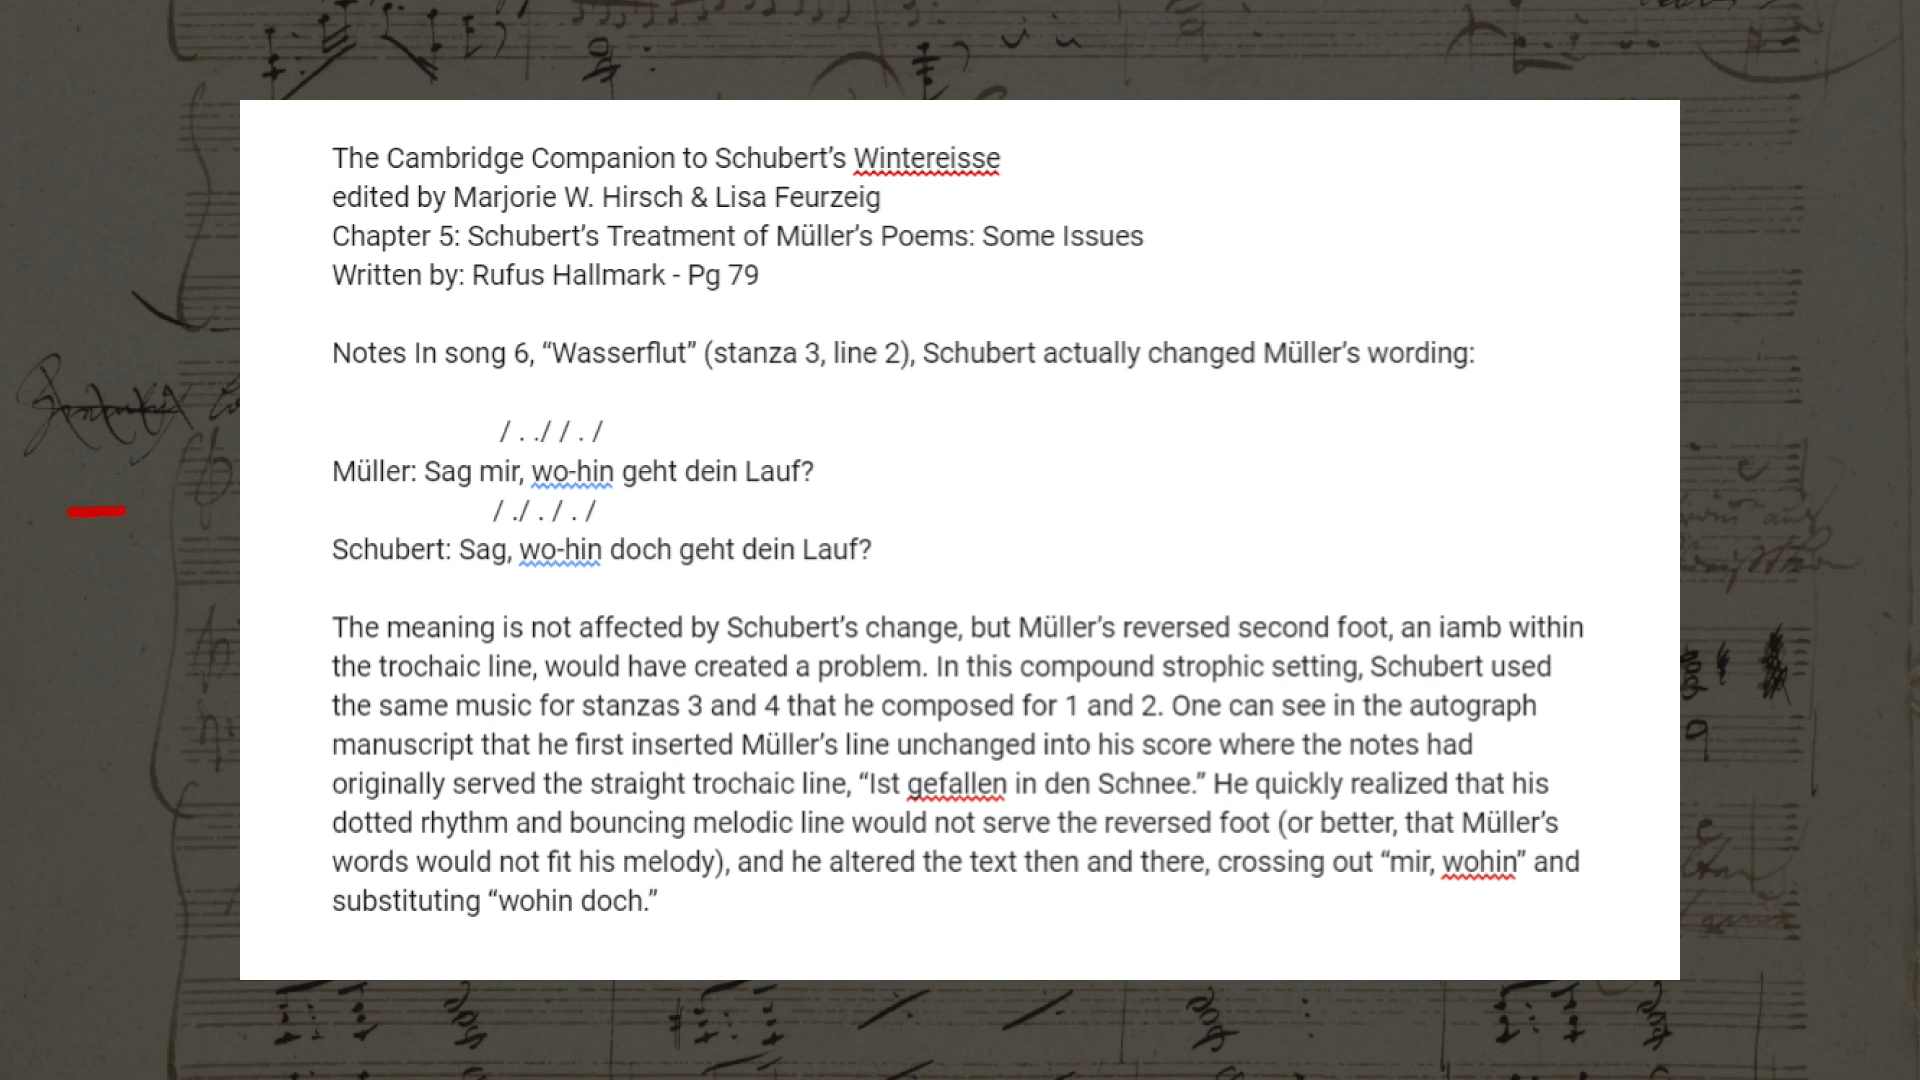 The Cambridge Companion to Schubert’s Wintereisse
edited by Marjorie W. Hirsch & Lisa Feurzeig
Chapter 5: Schubert’s Treatment of Müller’s Poems: Some Issues
Written by: Rufus Hallmark - Pg 79
Notes In song 6, “Wasserflut” (stanza 3, line 2), Schubert actually changed Müller’s wording:
/ . ./ / . /
Müller: Sag mir, wo-hin geht dein Lauf?
/ ./ . / . /
Schubert: Sag, wo-hin doch geht dein Lauf?
The meaning is not affected by Schubert’s change, but Müller’s reversed second foot, an iamb within
the trochaic line, would have created a problem. In this compound strophic setting, Schubert used
the same music for stanzas 3 and 4 that he composed for 1 and 2. One can see in the autograph
manuscript that he first inserted Müller’s line unchanged into his score where the notes had
originally served the straight trochaic line, “Ist gefallen in den Schnee.” He quickly realized that his
dotted rhythm and bouncing melodic line would not serve the reversed foot (or better, that Müller’s
words would not fit his melody), and he altered the text then and there, crossing out “mir, wohin” and
substituting “wohin doch.”